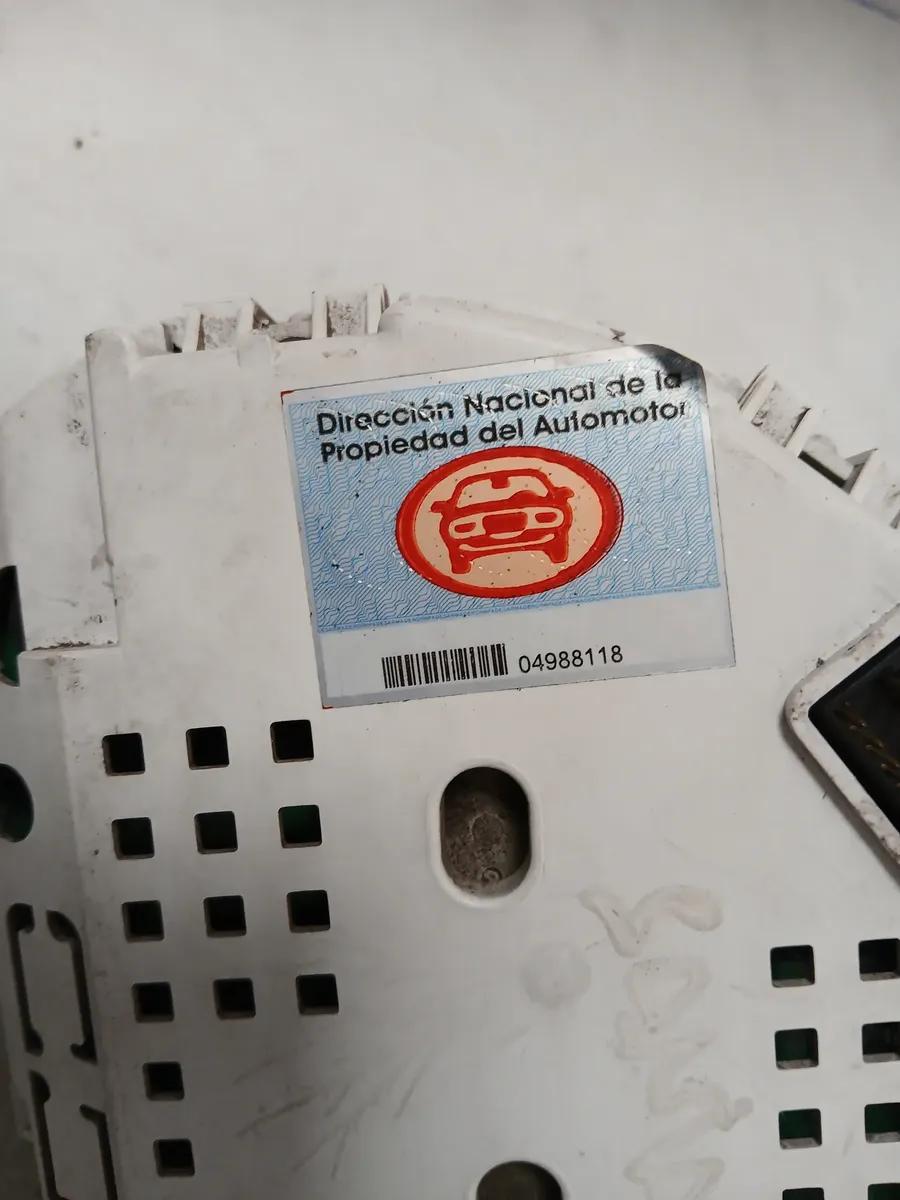 Dirección Nacional de la
Propiedad del Automotor
04988118